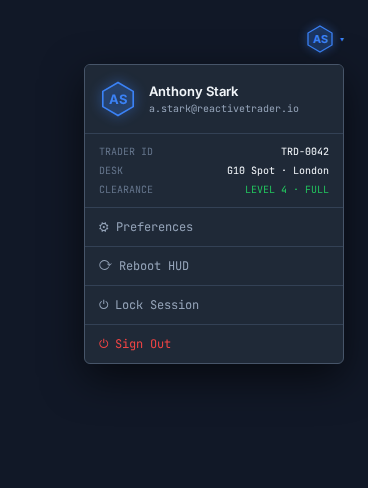 AS
AS
Anthony Stark
a.stark@reactivetrader.io
TRADER ID TRD-0042
DESK G10 Spot · London
CLEARANCE LEVEL 4 · FULL
Preferences
Reboot HUD
Lock Session
Sign Out